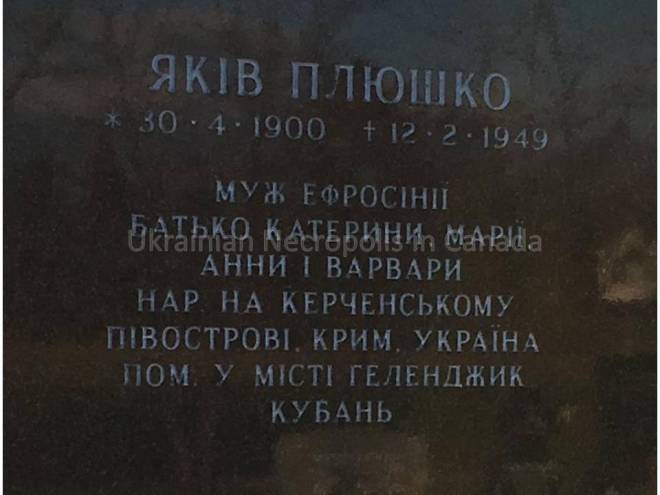 ЯКІВ ПЛЮШКО
* 30 · 4 · 1900 † 12 · 2 · 1949
МУЖ ЕФРОСІНІЇ
БАТЬКО КАТЕРИНИ, МАРІЇ,
Ukrainian Necropolis in Canada
АННИ І ВАРВАРИ
НАР. НА КЕРЧЕНСЬКОМУ
ПІВОСТРОВІ, КРИМ, УКРАЇНА
ПОМ. У МІСТІ ГЕЛЕНДЖИК
КУБАНЬ